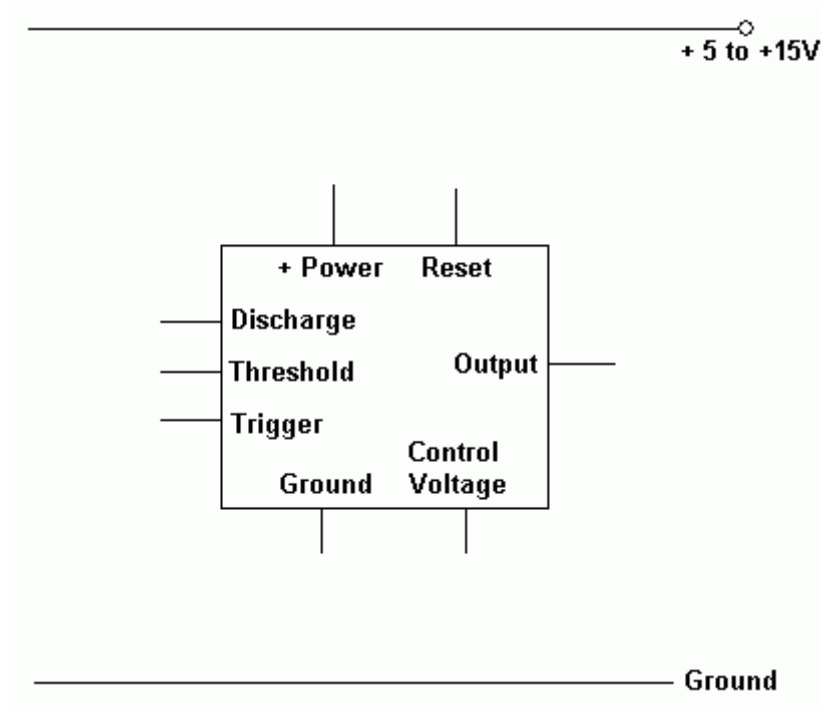 + 5 to +15V
+ Power Reset
Discharge
Threshold
Output
Trigger
Control
Ground Voltage
Ground